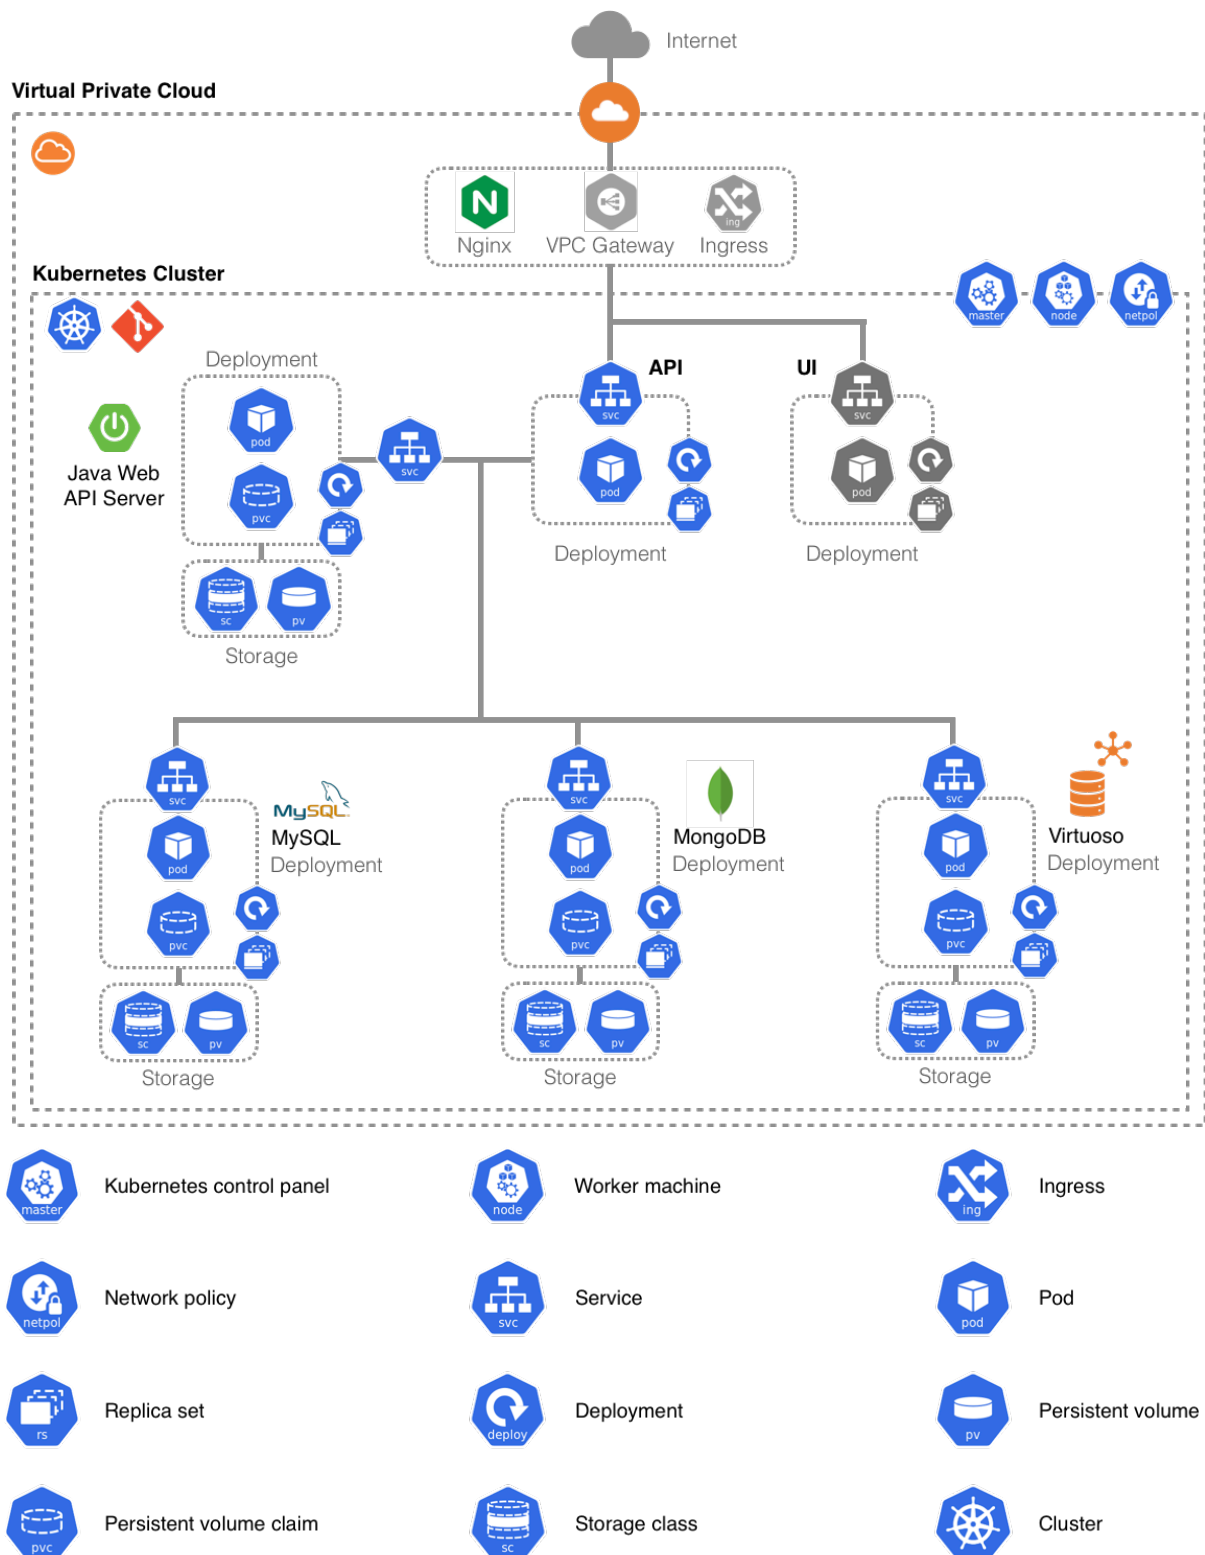 Internet
Virtual Private Cloud
N
Nginx
VPC Gateway
ing
Ingress
Kubernetes Cluster
master
node
netpol
Deployment
pod
pvc
Java Web
API Server
sc
pv
Storage
svc
API
svc
pod
Deployment
UI
svc
pod
Deployment
svc
pod
pvc
MySQL
MySQL
Deployment
sc
pv
Storage
svc
pod
pvc
MongoDB
Deployment
sc
pv
Storage
svc
pod
pvc
Virtuoso
Deployment
sc
pv
Storage
master
Kubernetes control panel
node
Worker machine
ing
Ingress
netpol
Network policy
svc
Service
pod
Pod
rs
Replica set
deploy
Deployment
pv
Persistent volume
pvc
Persistent volume claim
sc
Storage class
Cluster